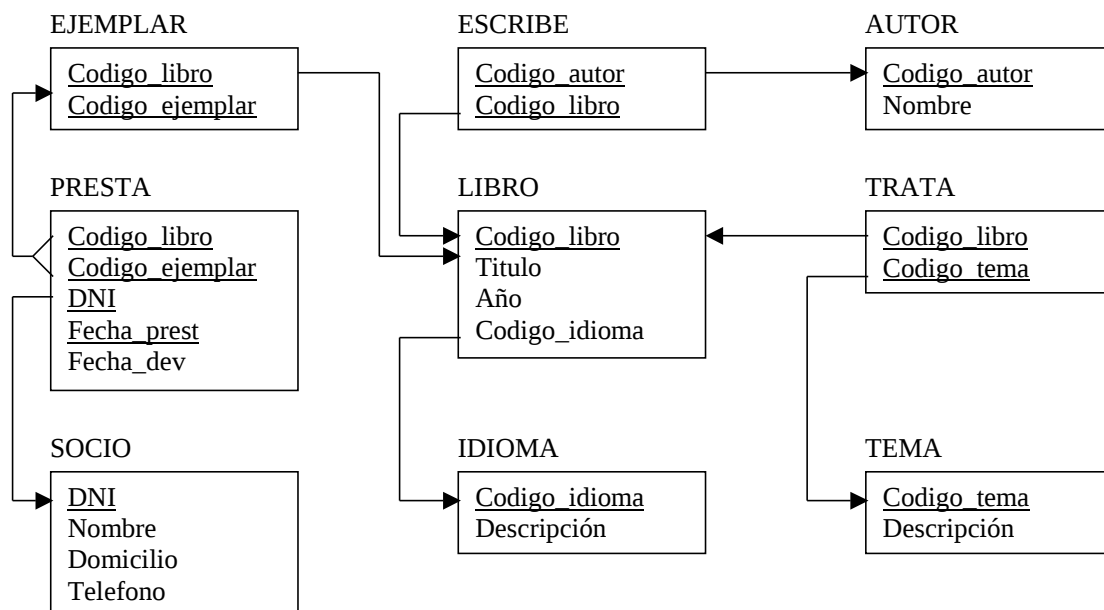 EJEMPLAR
Codigo_libro
Codigo_ejemplar
ESCRIBE
Codigo_autor
Codigo_libro
AUTOR
Codigo_autor
Nombre
PRESTA
Codigo_libro
Codigo_ejemplar
DNI
Fecha_prest
Fecha_dev
LIBRO
Codigo_libro
Titulo
Año
Codigo_idioma
TRATA
Codigo_libro
Codigo_tema
SOCIO
DNI
Nombre
Domicilio
Telefono
IDIOMA
Codigo_idioma
Descripción
TEMA
Codigo_tema
Descripción